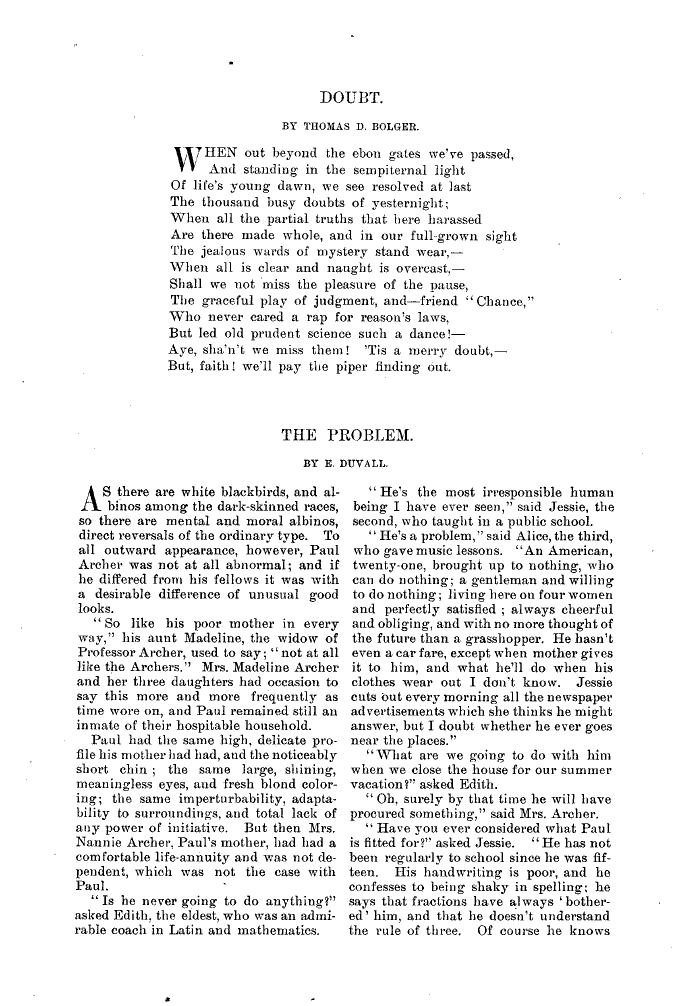 DOUBT.
BY THOMAS D. BOLGER.
WHEN out beyond the ebon gates we've passed,
And standing in the sempiternal light
Of life's young dawn, we see resolved at last
The thousand busy doubts of yesternight;
When all the partial truths that here harassed
Are there made whole, and in our full-grown sight
The jealous wards of mystery stand wear,—
When all is clear and naught is overcast,—
Shall we not miss the pleasure of the pause,
The graceful play of judgment, and—friend "Chance,"
Who never cared a rap for reason's laws,
But led old prudent science such a dance!—
Aye, sha'n't we miss them! 'Tis a merry doubt,—
But, faith! we'll pay the piper finding out.
THE PROBLEM.
BY E. DUVALL.
AS there are white blackbirds, and al-
binos among the dark-skinned races,
so there are mental and moral albinos,
direct reversals of the ordinary type. To
all outward appearance, however, Paul
Archer was not at all abnormal; and if
he differed from his fellows it was with
a desirable difference of unusual good
looks.
"So like his poor mother in every
way," his aunt Madeline, the widow of
Professor Archer, used to say; "not at all
like the Archers." Mrs. Madeline Archer
and her three daughters had occasion to
say this more and more frequently as
time wore on, and Paul remained still an
inmate of their hospitable household.
Paul had the same high, delicate pro-
file his mother had had, and the noticeably
short chin; the same large, shining,
meaningless eyes, and fresh blond color-
ing; the same imperturbability, adapta-
bility to surroundings, and total lack of
any power of initiative. But then Mrs.
Nannie Archer, Paul's mother, had had a
comfortable life-annuity and was not de-
pendent, which was not the case with
Paul.
"Is he never going to do anything?"
asked Edith, the eldest, who was an admi-
rable coach in Latin and mathematics.
"He's the most irresponsible human
being I have ever seen," said Jessie, the
second, who taught in a public school.
"He's a problem," said Alice, the third,
who gave music lessons. "An American,
twenty-one, brought up to nothing, who
can do nothing; a gentleman and willing
to do nothing; living here on four women
and perfectly satisfied; always cheerful
and obliging, and with no more thought of
the future than a grasshopper. He hasn't
even a car fare, except when mother gives
it to him, and what he'll do when his
clothes wear out I don't know. Jessie
cuts out every morning all the newspaper
advertisements which she thinks he might
answer, but I doubt whether he ever goes
near the places."
"What are we going to do with him
when we close the house for our summer
vacation?" asked Edith.
"Oh, surely by that time he will have
procured something," said Mrs. Archer.
"Have you ever considered what Paul
is fitted for?" asked Jessie. "He has not
been regularly to school since he was fif-
teen. His handwriting is poor, and he
confesses to being shaky in spelling; he
says that fractions have always 'bother-
ed' him, and that he doesn't understand
the rule of three. Of course he knows